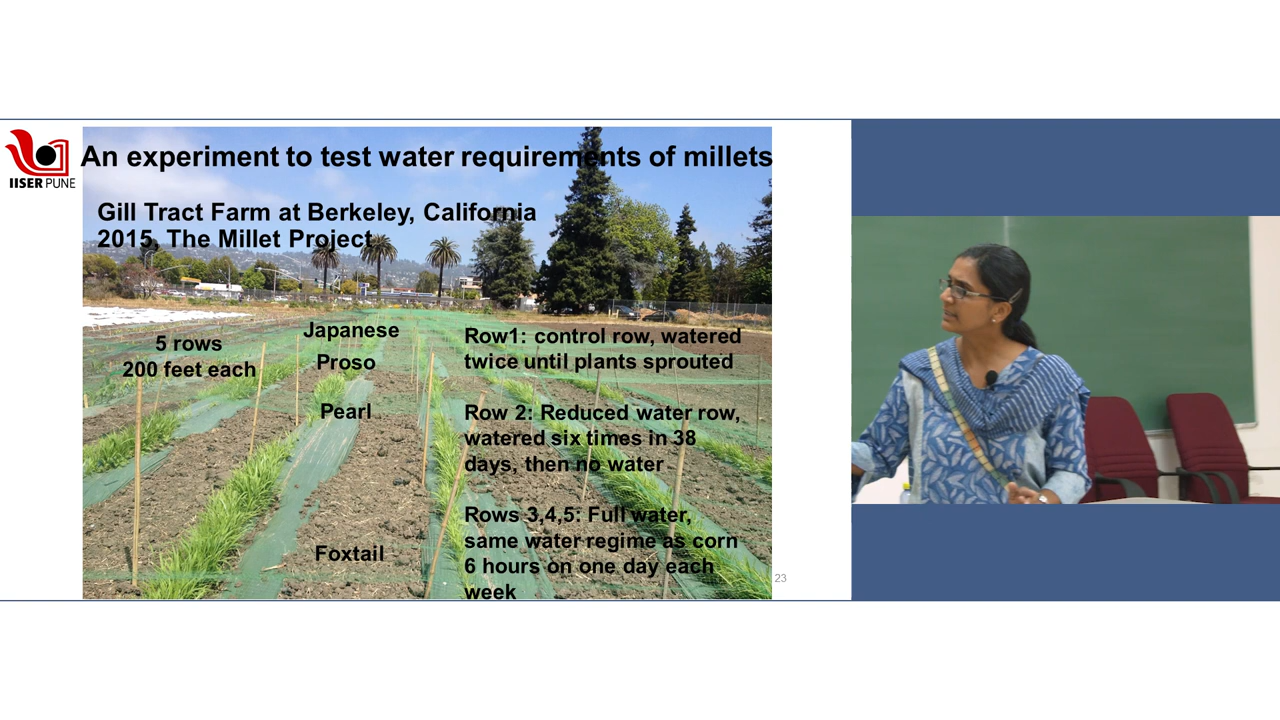 IISER PUNE
An experiment to test water requirements of millets
Gill Tract Farm at Berkeley, California
2015, The Millet Project
5 rows
200 feet each
Japanese
Proso
Pearl
Foxtail
Row1: control row, watered
twice until plants sprouted
Row 2: Reduced water row,
watered six times in 38
days, then no water
Rows 3,4,5: Full water,
same water regime as corn
6 hours on one day each
week
23